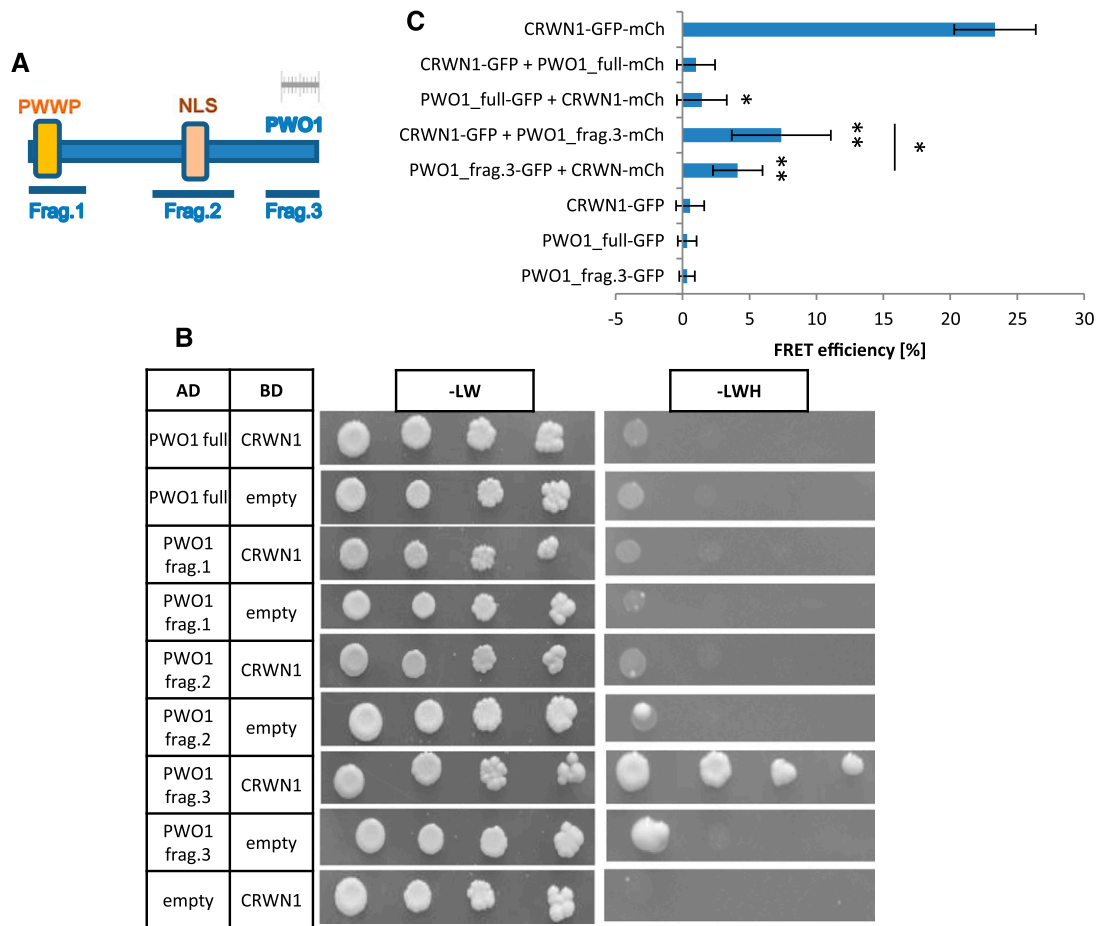 A
PWWP
NLS
PWO1
Frag.1
Frag.2
Frag.3
C
CRWN1-GFP-mCh
CRWN1-GFP + PWO1_full-mCh
PWO1_full-GFP + CRWN1-mCh
*
CRWN1-GFP + PWO1_frag.3-mCh
**
*
PWO1_frag.3-GFP + CRWN-mCh
**
CRWN1-GFP
PWO1_full-GFP
PWO1_frag.3-GFP
-5 0 5 10 15 20 25 30
FRET efficiency [%]
B
AD BD -LW -LWH
PWO1 full CRWN1
PWO1 full empty
PWO1
frag.1 CRWN1
PWO1
frag.1 empty
PWO1
frag.2 CRWN1
PWO1
frag.2 empty
PWO1
frag.3 CRWN1
PWO1
frag.3 empty
empty CRWN1